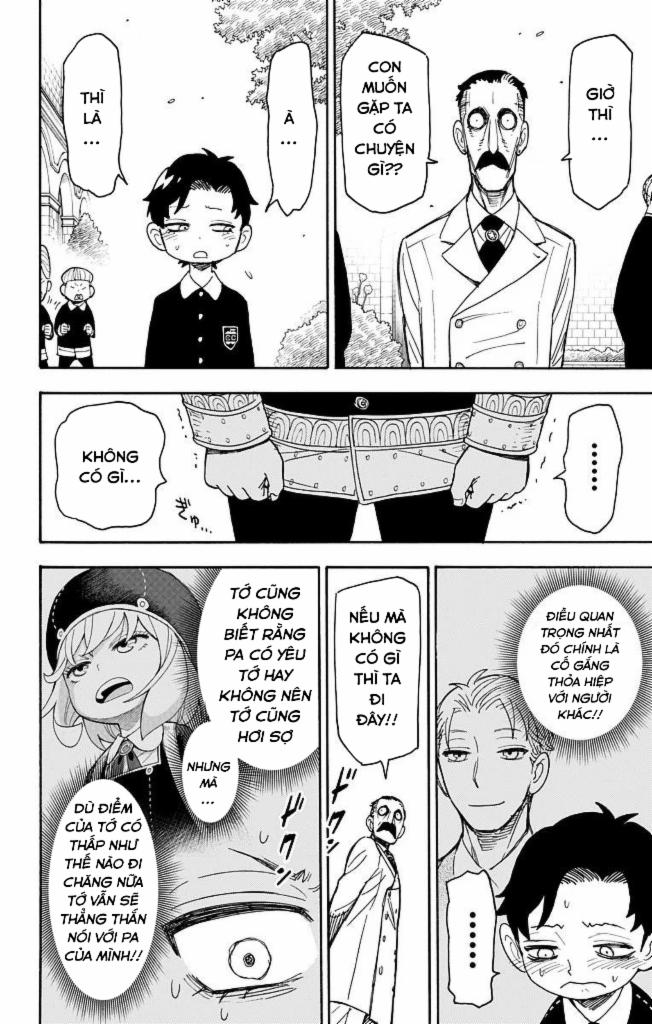 GIỜ THÌ
...
CON
MUỐN
GẶP TA
CÓ
CHUYỆN
GÌ??
À
...
THÌ
LÀ
...
......
KHÔNG
CÓ GÌ...
ぎゅ...
ĐIỀU QUAN
TRỌNG NHẤT
ĐÓ CHÍNH LÀ
CỐ GẮNG
THỎA HIỆP
VỚI NGƯỜI
KHÁC!!
......
NẾU MÀ
KHÔNG
CÓ GÌ
THÌ TA
ĐI
ĐÂY!!
TỚ CŨNG
KHÔNG
BIẾT RẰNG
PA CÓ YÊU
TỚ HAY
KHÔNG NÊN
TỚ CŨNG
HƠI SỢ
NHƯNG
MÀ
...
DÙ ĐIỂM
CỦA TỚ CÓ
THẤP NHƯ
THẾ NÀO ĐI
CHĂNG NỮA
TỚ VẪN SẼ
THẲNG THẮN
NÓI VỚI PA
CỦA MÌNH!!